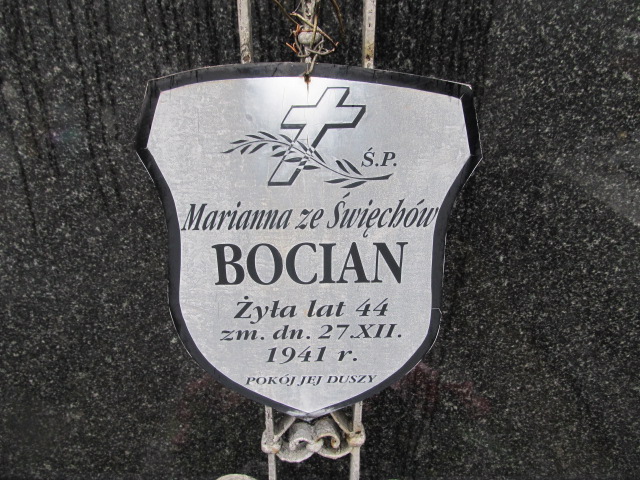 Ś.P.
Marianna ze Święchów
BOCIAN
Żyła lat 44
zm. dn. 27.XII.
1941 r.
POKÓJ JEJ DUSZY